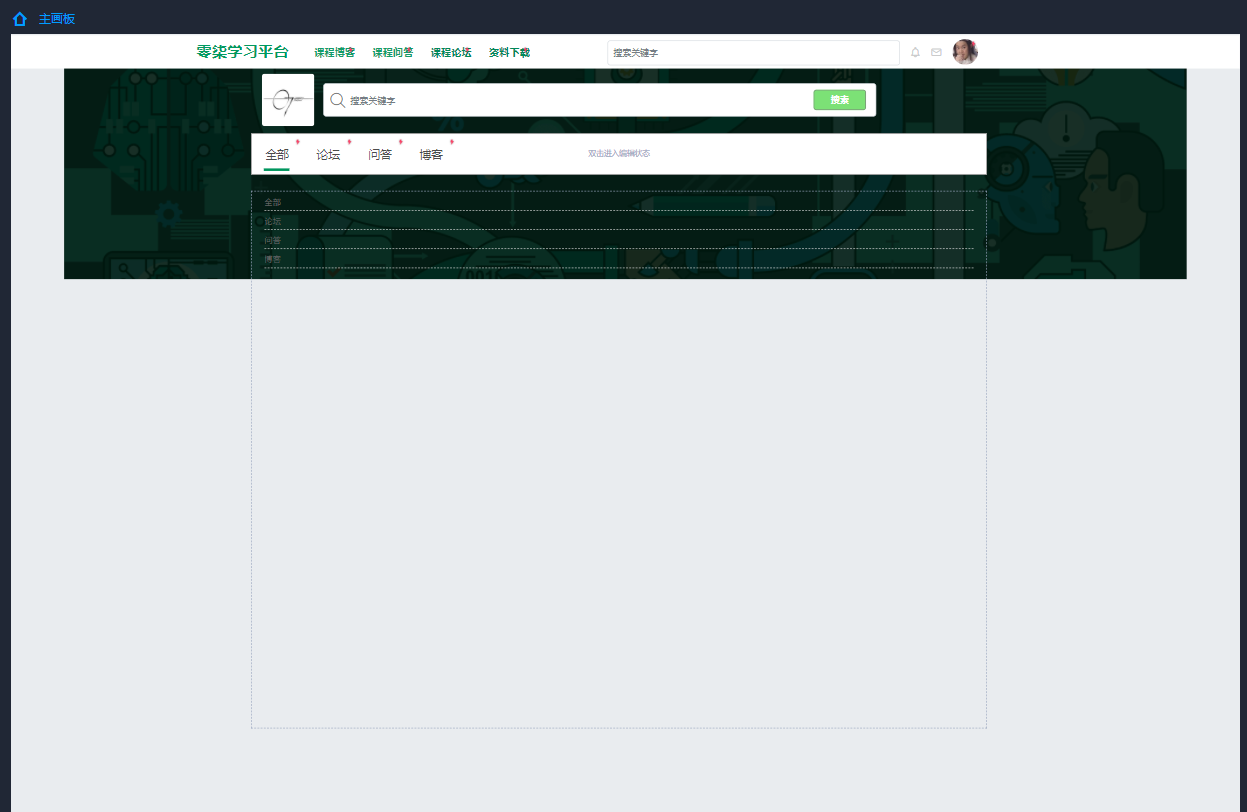 主画板
零柒学习平台 课程博客 课程问答 课程论坛 资料下载 搜索关键字
搜索关键字 搜索
全部 论坛 问答 博客 双击进入编辑状态
全部
论坛
问答
博客